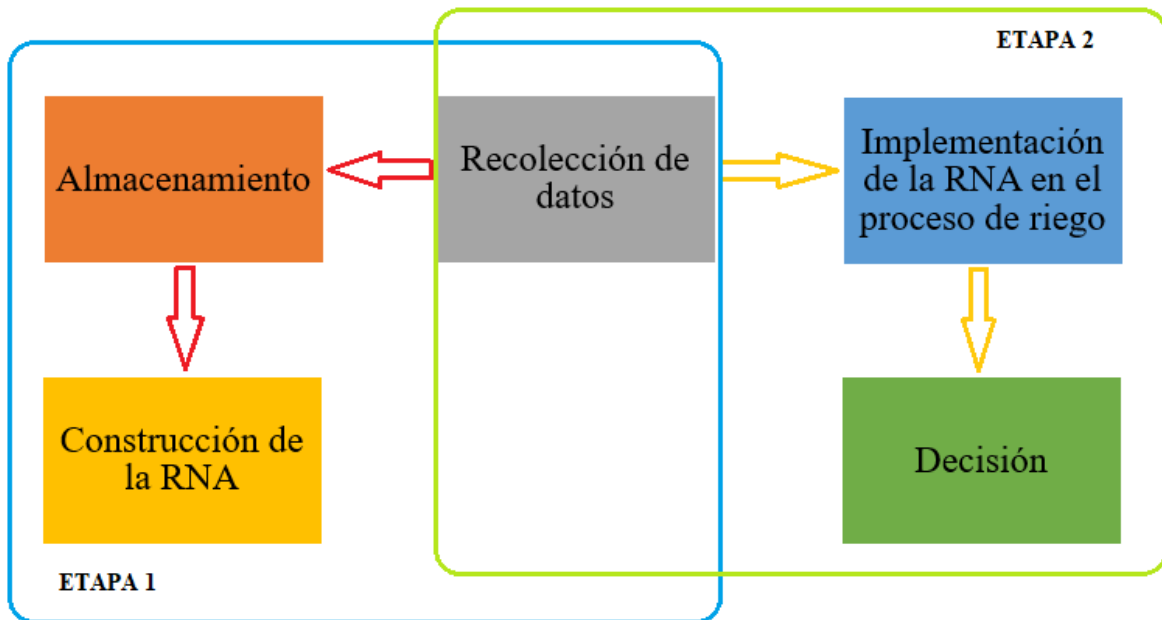 ETAPA 2
Almacenamiento
Recolección de
datos
Implementación
de la RNA en el
proceso de riego
Construcción de
la RNA
Decisión
ETAPA 1